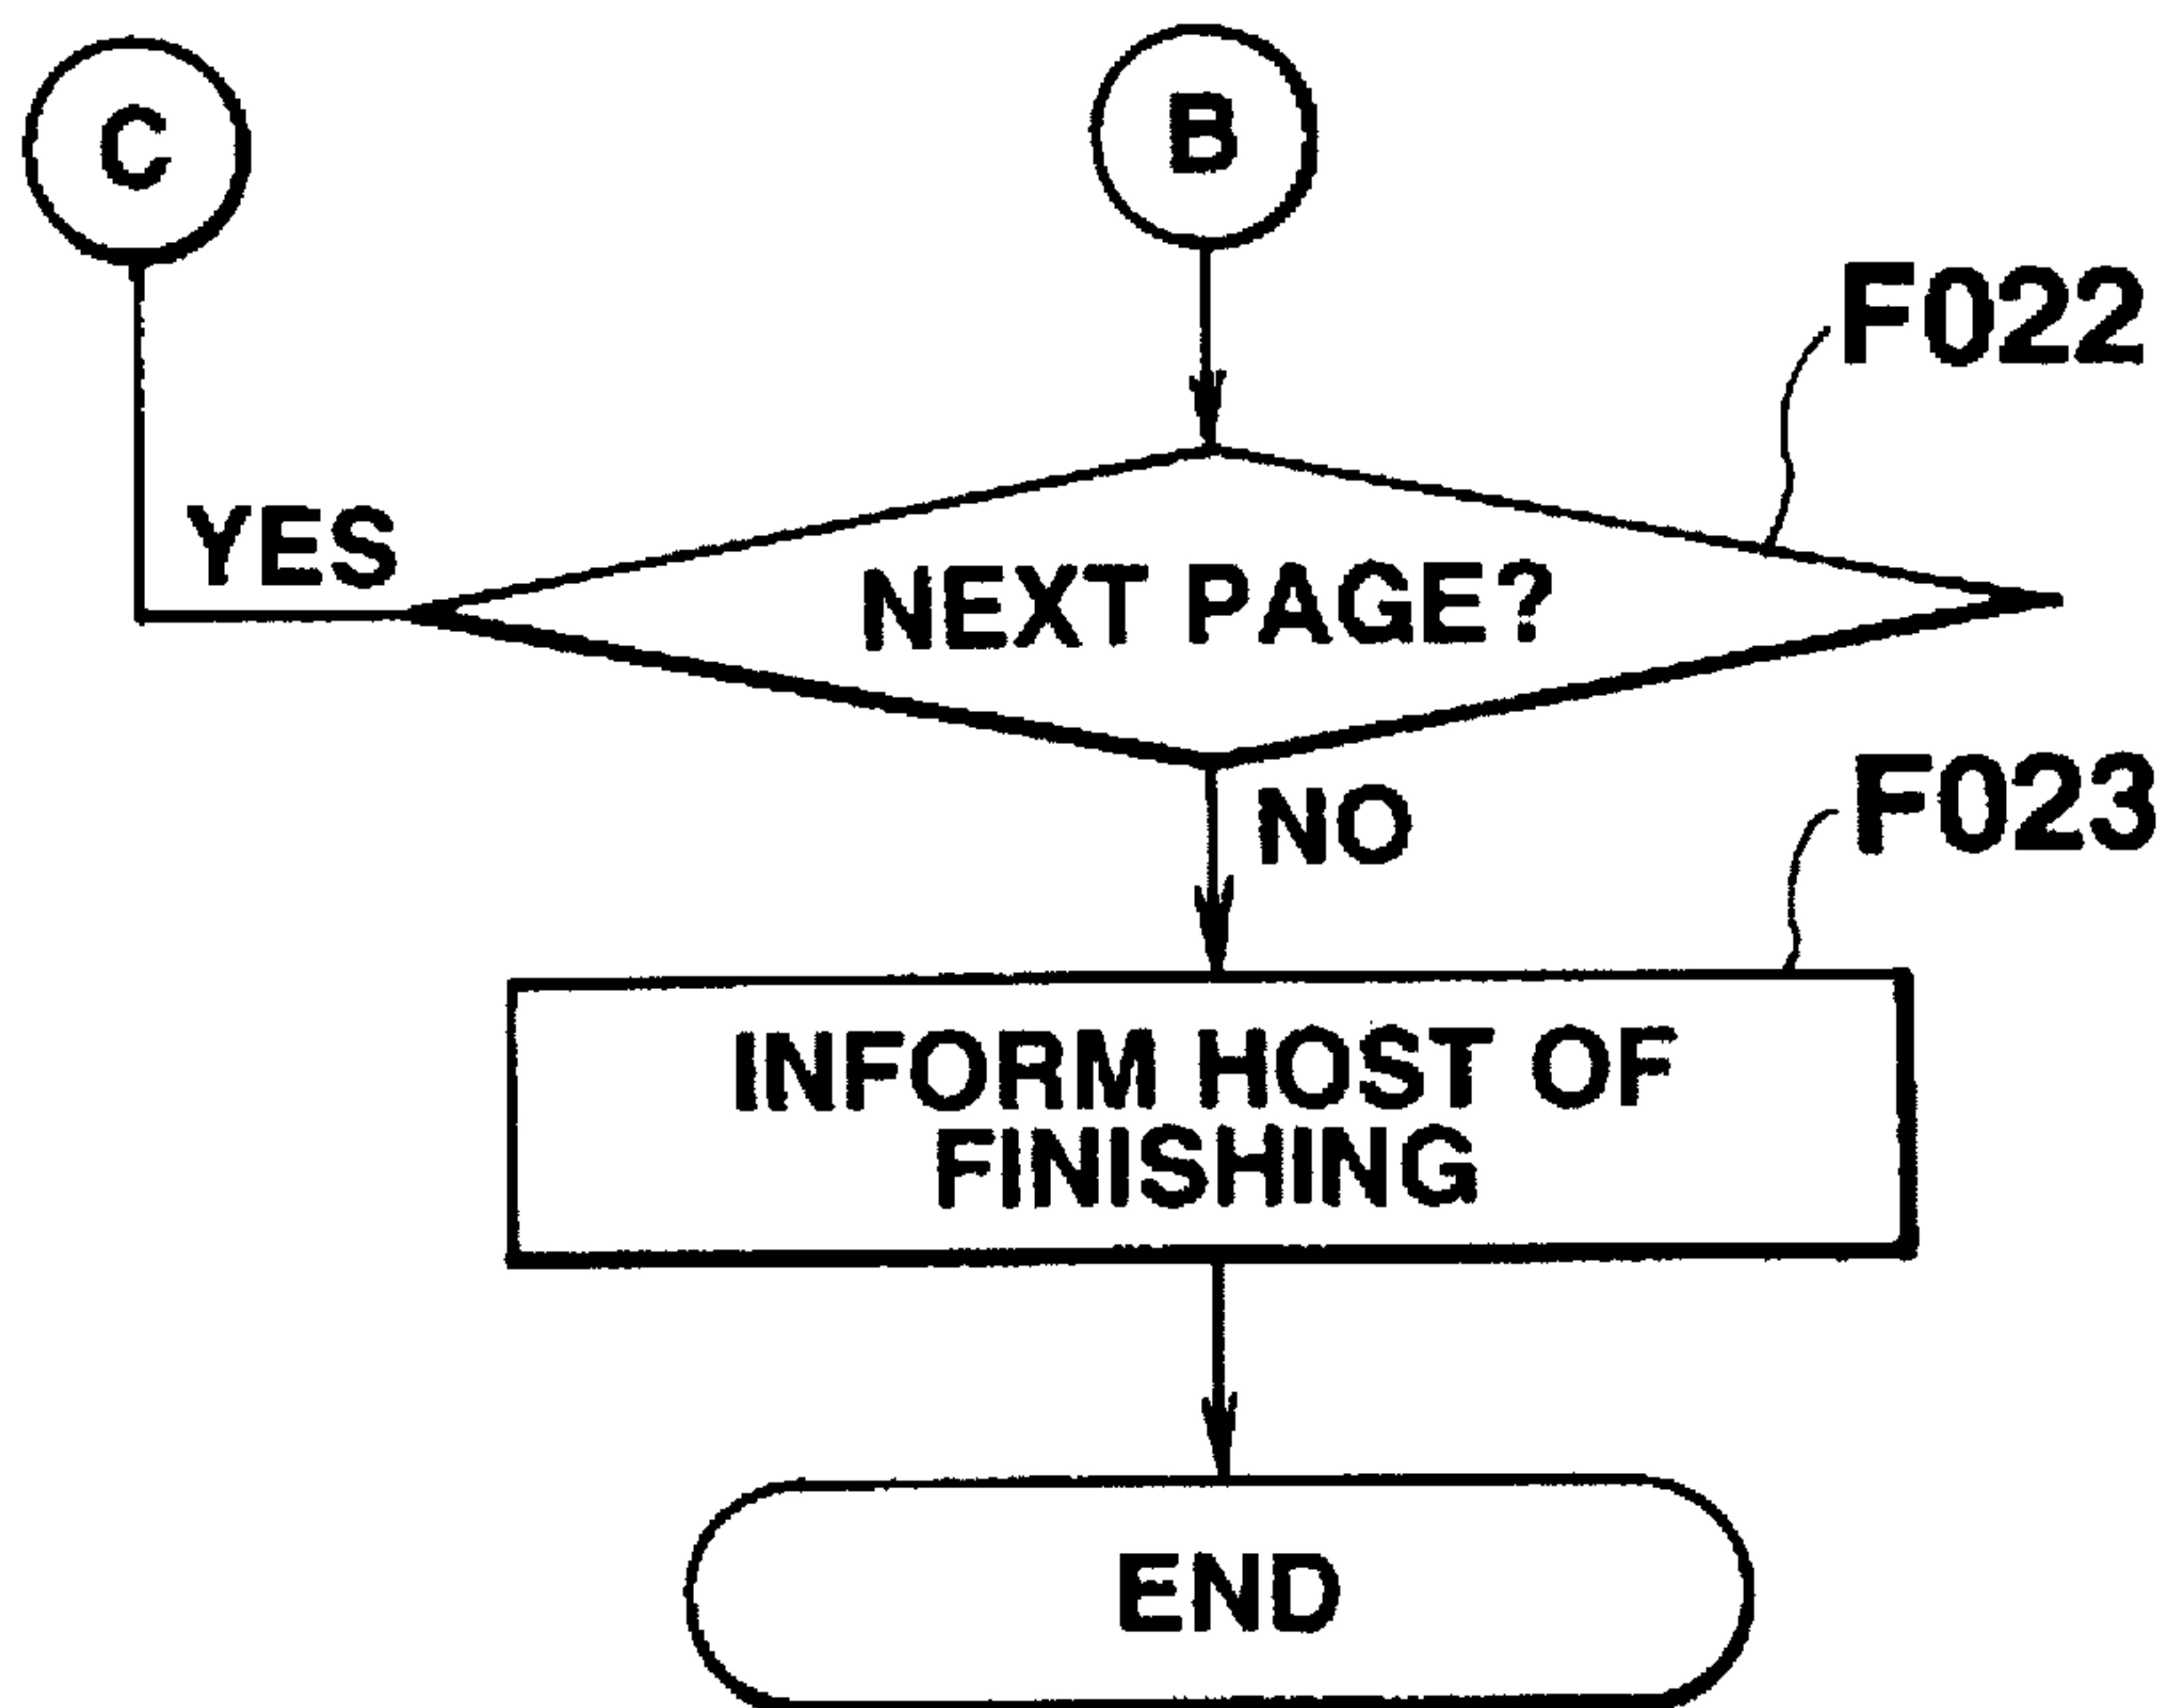 C
B
F022
YES
NEXT PAGE?
NO
F023
INFORM HOST OF
FINISHING
END